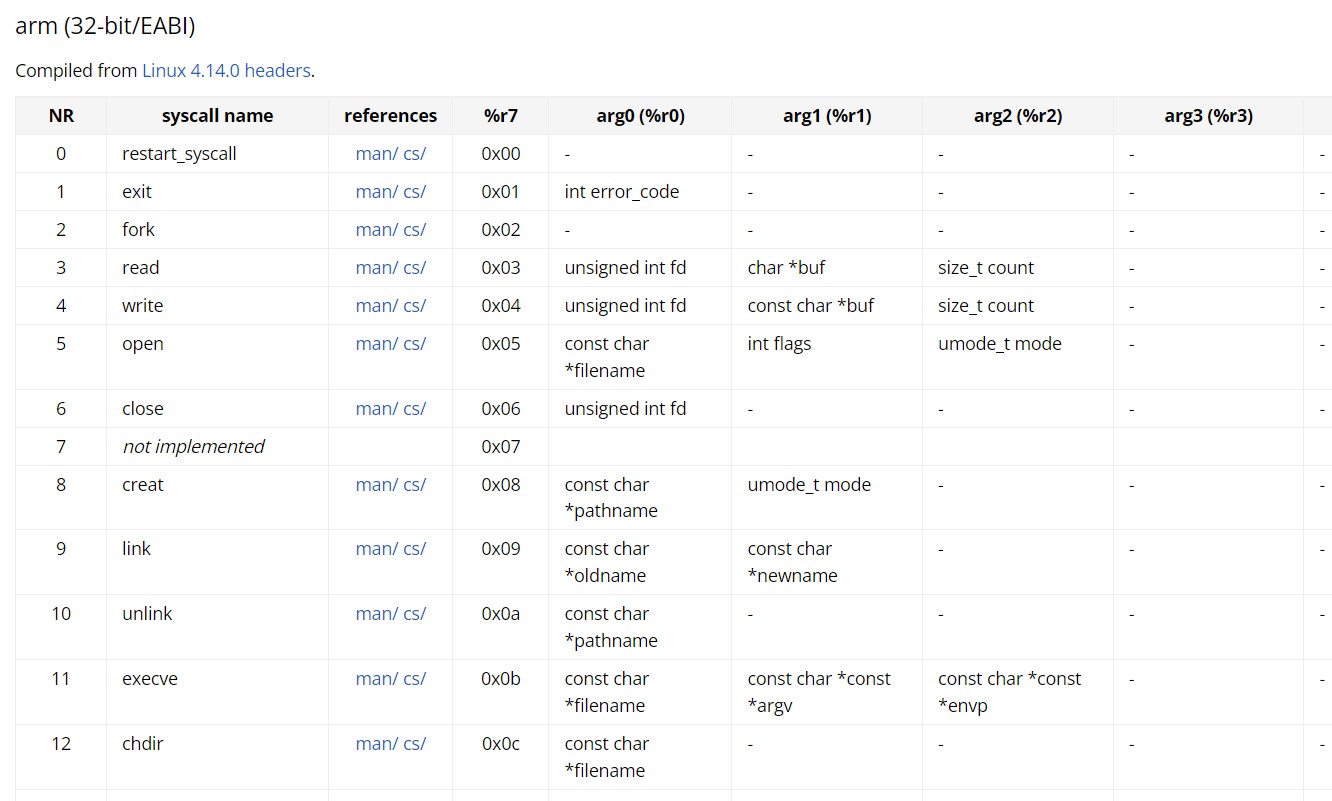 arm (32-bit/EABI)
Compiled from Linux 4.14.0 headers.
NR syscall name references %r7 arg0 (%r0) arg1 (%r1) arg2 (%r2) arg3 (%r3)
0 restart_syscall man/ cs/ 0x00 - - - - -
1 exit man/ cs/ 0x01 int error_code - - - -
2 fork man/ cs/ 0x02 - - - - -
3 read man/ cs/ 0x03 unsigned int fd char *buf size_t count - -
4 write man/ cs/ 0x04 unsigned int fd const char *buf size_t count - -
5 open man/ cs/ 0x05 const char int flags umode_t mode - -
*filename
6 close man/ cs/ 0x06 unsigned int fd - - - -
7 not implemented 0x07
8 creat man/ cs/ 0x08 const char umode_t mode - - -
*pathname
9 link man/ cs/ 0x09 const char const char - - -
*oldname *newname
10 unlink man/ cs/ 0x0a const char - - - -
*pathname
11 execve man/ cs/ 0x0b const char const char *const const char *const - -
*filename *argv *envp
12 chdir man/ cs/ 0x0c const char - - - -
*filename